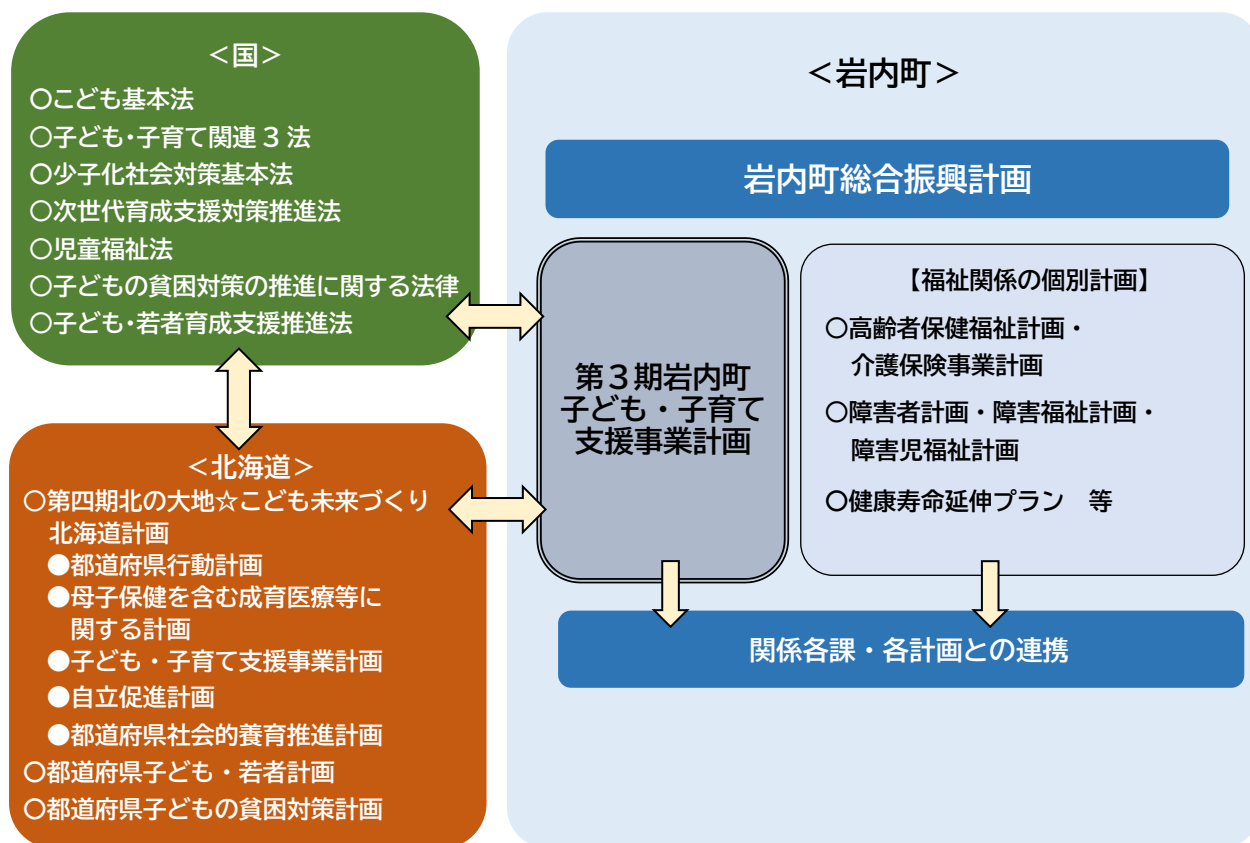 ＜国＞
〇こども基本法
〇子ども･子育て関連３法
〇少子化社会対策基本法
〇次世代育成支援対策推進法
〇児童福祉法
〇子どもの貧困対策の推進に関する法律
〇子ども･若者育成支援推進法
＜北海道＞
〇第四期北の大地☆こども未来づくり
北海道計画
●都道府県行動計画
●母子保健を含む成育医療等に
関する計画
●子ども・子育て支援事業計画
●自立促進計画
●都道府県社会的養育推進計画
〇都道府県子ども・若者計画
〇都道府県子どもの貧困対策計画
＜岩内町＞
岩内町総合振興計画
第３期岩内町
子ども・子育て
支援事業計画
【福祉関係の個別計画】
〇高齢者保健福祉計画・
介護保険事業計画
〇障害者計画・障害福祉計画・
障害児福祉計画
〇健康寿命延伸プラン　等
関係各課・各計画との連携